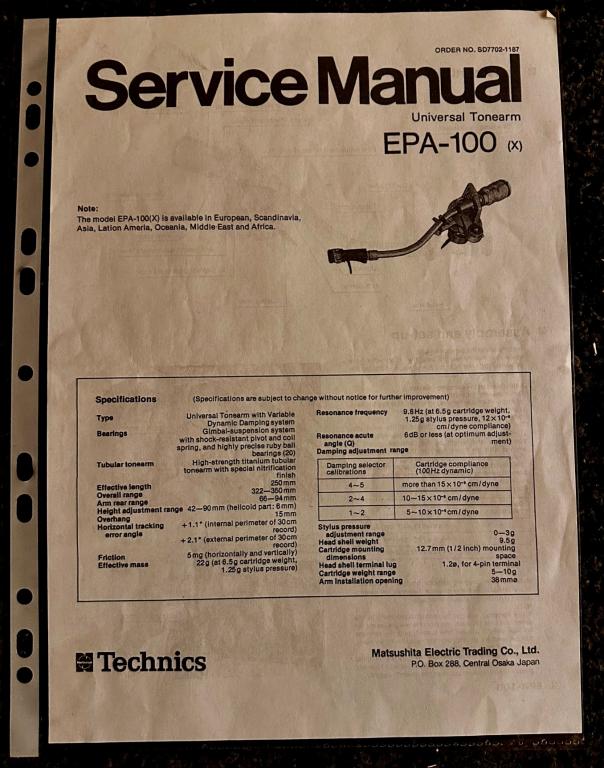 ORDER NO. SD7702-1167
Service Manual
Universal Tonearm
EPA-100 (X)
Note:
The model EPA-100(X) is available in European, Scandinavia,
Asia, Lation Ameria, Oceania, Middle East and Africa.
Specifications (Specifications are subject to change without notice for further improvement)
Type Universal Tonearm with Variable
Dynamic Damping system
Bearings Gimbal-suspension system
with shock-resistant pivot and coil
spring, and highly precise ruby ball
bearings (20)
Tubular tonearm High-strength titanium tubular
tonearm with special nitrification
finish
Effective length 250mm
Overall range 322—350mm
Arm rear range 66—94mm
Height adjustment range 42—90mm (helicoid part: 6mm)
Overhang 15mm
Horizontal tracking +1.1° (internal perimeter of 30cm
error angle record)
+2.1° (external perimeter of 30cm
record)
Friction 5mg (horizontally and vertically)
Effective mass 22g (at 6.5g cartridge weight,
1.25g stylus pressure)
Resonance frequency 9.8Hz (at 6.5g cartridge weight,
1.25g stylus pressure, 12×10⁻⁶
cm/dyne compliance)
Resonance acute 6dB or less (at optimum adjust-
angle (Q) ment)
Damping adjustment range
Damping selector Cartridge compliance
calibrations (100Hz dynamic)
4~5 more than 15×10⁻⁶cm/dyne
2~4 10—15×10⁻⁶cm/dyne
1~2 5~10×10⁻⁶cm/dyne
Stylus pressure
adjustment range 0—3g
Head shell weight 9.5g
Cartridge mounting 12.7mm (1/2 inch) mounting
dimensions space
Head shell terminal lug 1.2ø, for 4-pin terminal
Cartridge weight range 5—10g
Arm installation opening 38mmø
Technics
Matsushita Electric Trading Co., Ltd.
P.O. Box 288, Central Osaka Japan